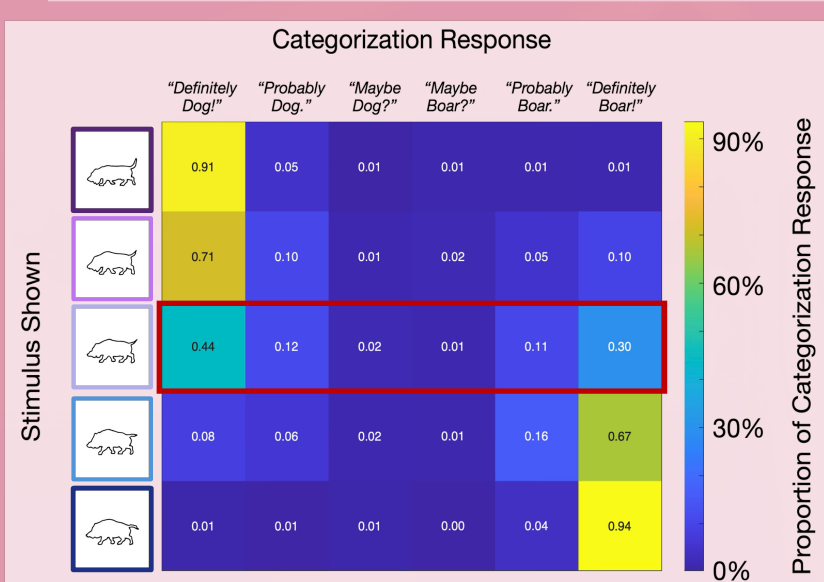 Categorization Response
“Definitely Dog!” “Probably Dog.” “Maybe Dog?” “Maybe Boar?” “Probably Boar.” “Definitely Boar!”
Stimulus Shown
0.91 0.05 0.01 0.01 0.01 0.01
0.71 0.10 0.01 0.02 0.05 0.10
0.44 0.12 0.02 0.01 0.11 0.30
0.08 0.06 0.02 0.01 0.16 0.67
0.01 0.01 0.01 0.00 0.04 0.94
90%
60%
30%
0%
Proportion of Categorization Response